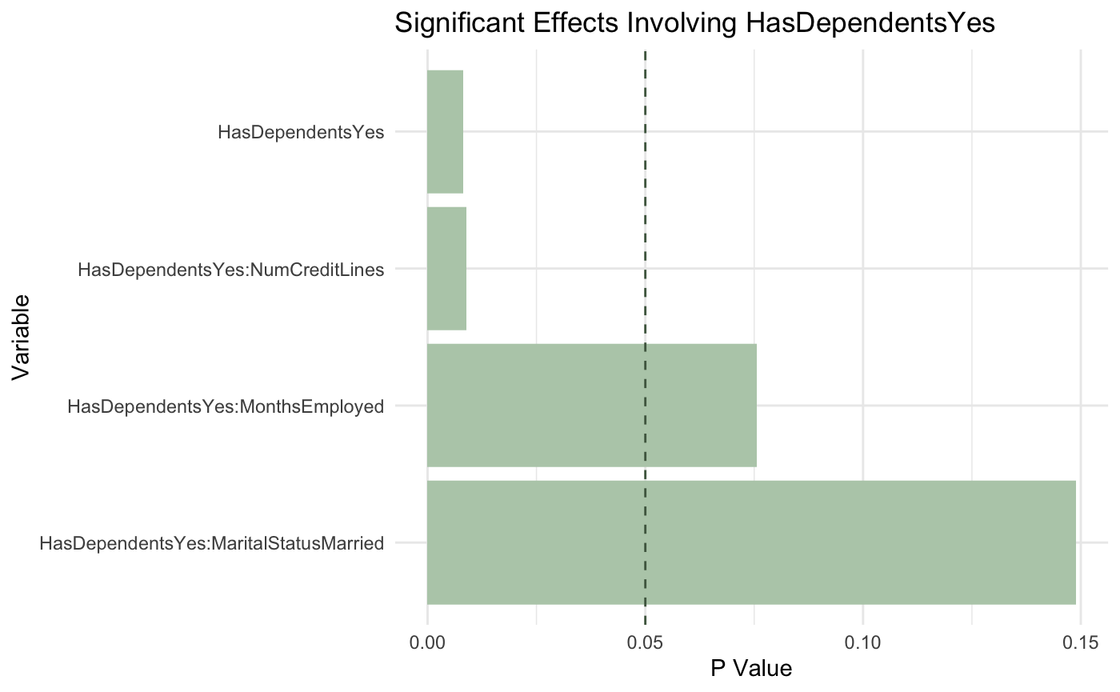 Significant Effects Involving HasDependentsYes
Variable
HasDependentsYes
HasDependentsYes:NumCreditLines
HasDependentsYes:MonthsEmployed
HasDependentsYes:MaritalStatusMarried
0.00 0.05 0.10 0.15
P Value